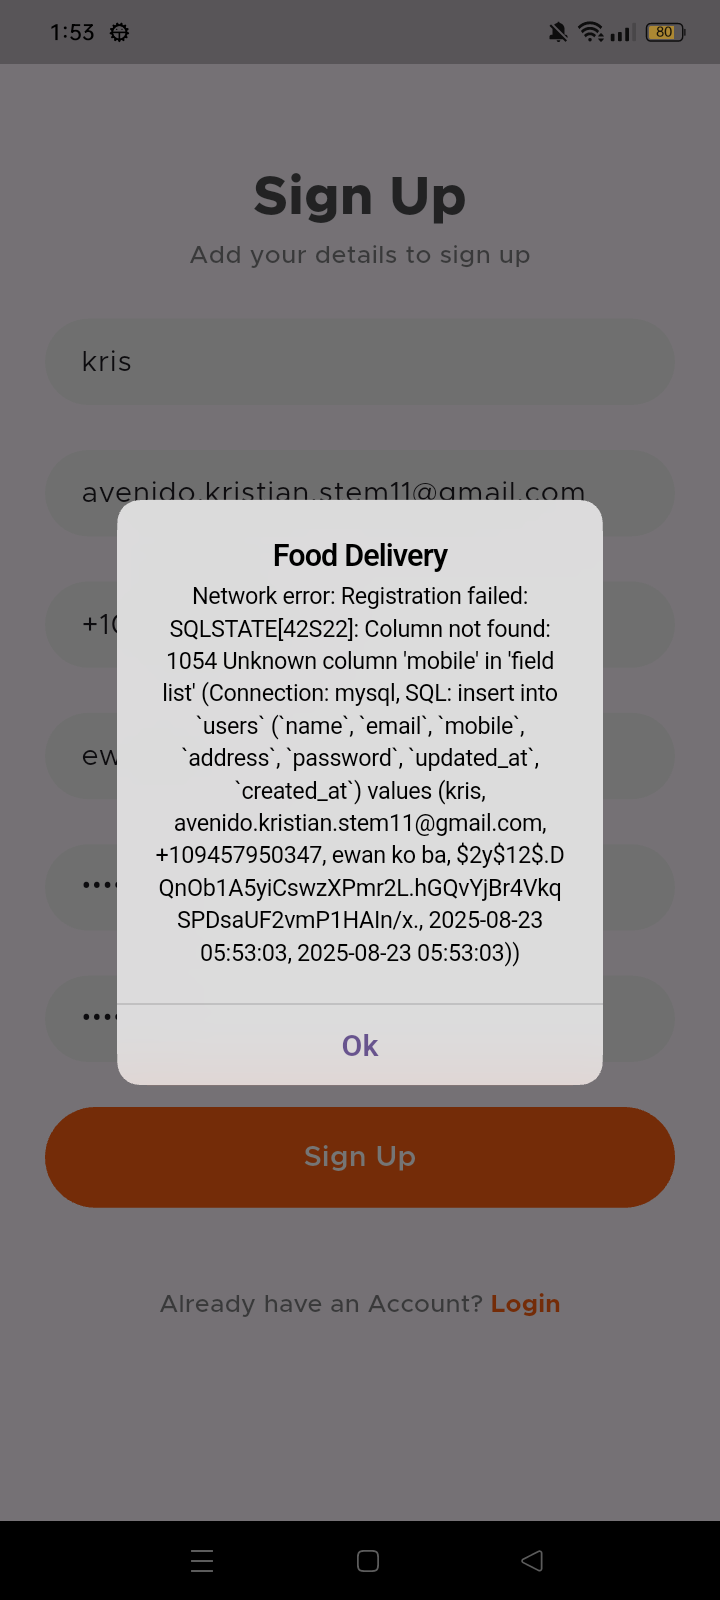 1:53
80
Sign Up
Add your details to sign up
kris
avenido.kristian.stem11@gmail.com
+10
ew
Food Delivery
Network error: Registration failed:
SQLSTATE[42S22]: Column not found:
1054 Unknown column 'mobile' in 'field
list' (Connection: mysql, SQL: insert into
`users` (`name`, `email`, `mobile`,
`address`, `password`, `updated_at`,
`created_at`) values (kris,
avenido.kristian.stem11@gmail.com,
+109457950347, ewan ko ba, $2y$12$.D
QnOb1A5yiCswzXPmr2L.hGQvYjBr4Vkq
SPDsaUF2vmP1HAIn/x., 2025-08-23
05:53:03, 2025-08-23 05:53:03))
Ok
Sign Up
Already have an Account? Login